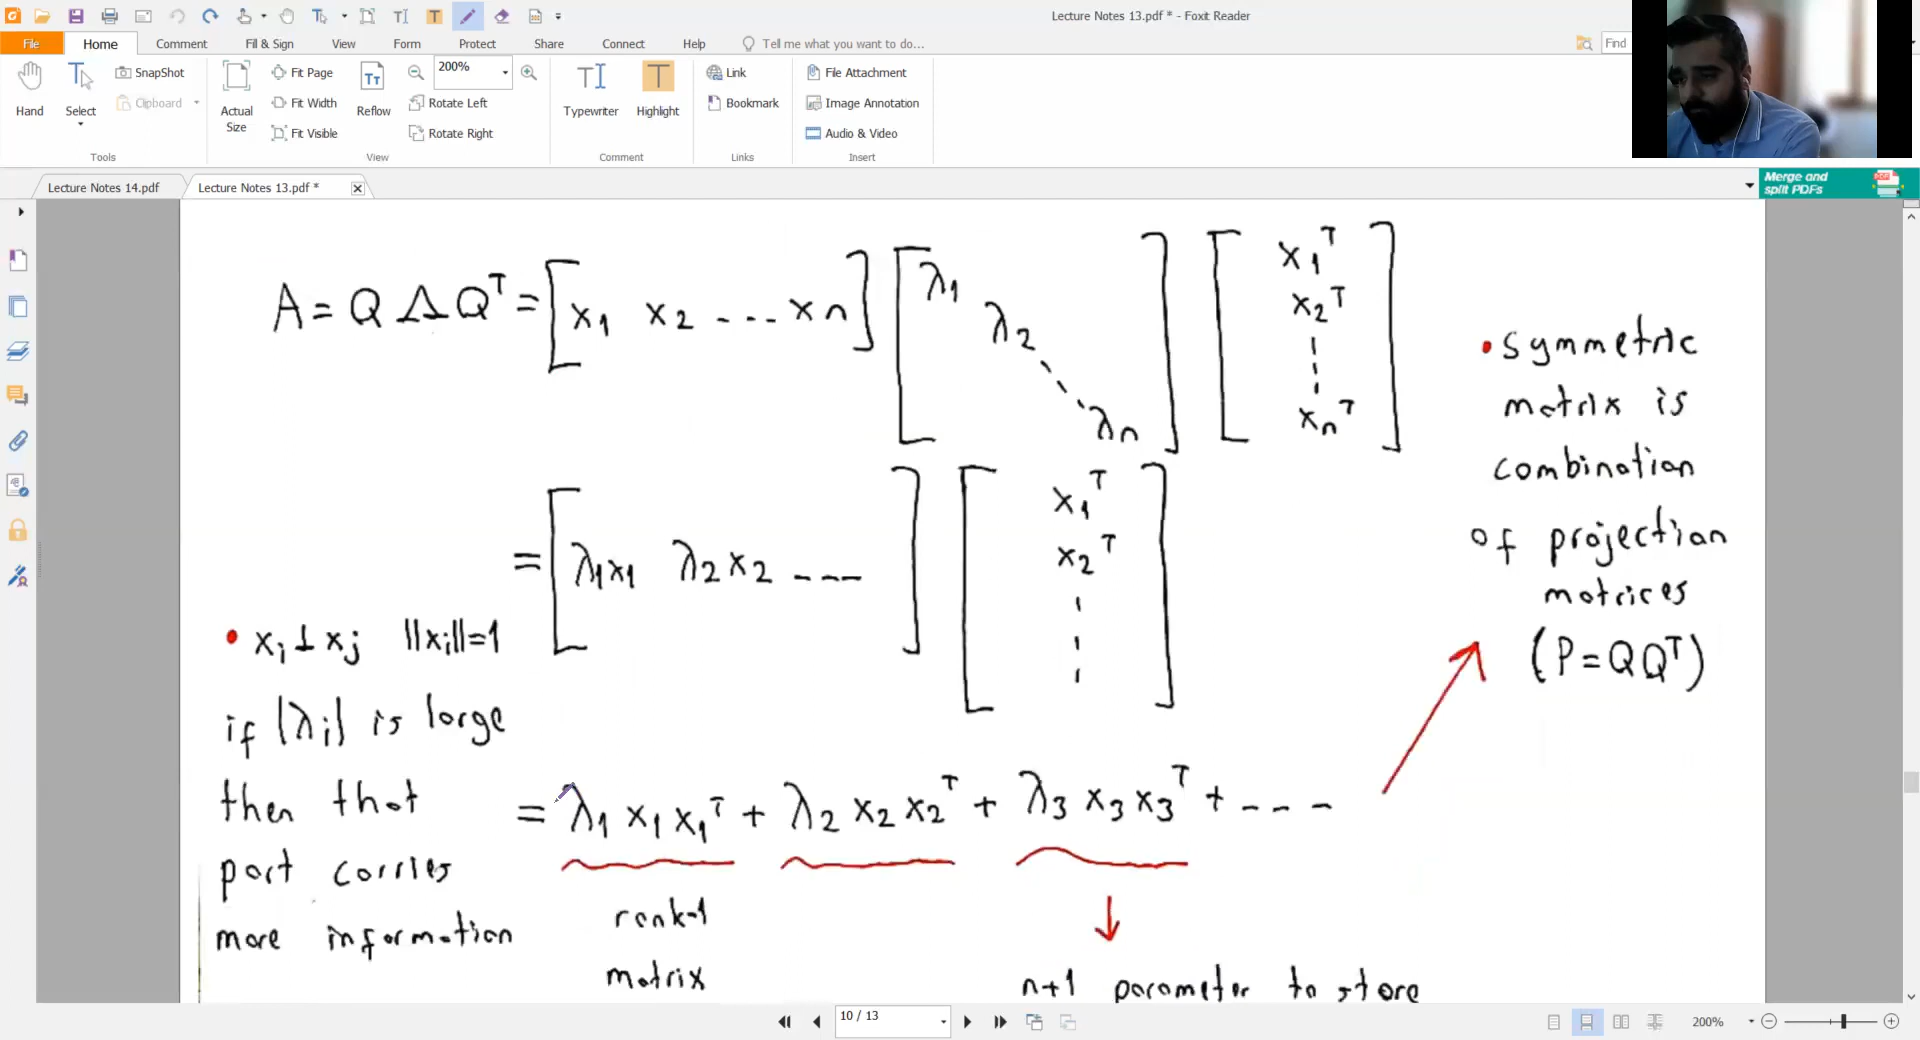 Lecture Notes 13.pdf * - Foxit Reader
File Home Comment Fill & Sign View Form Protect Share Connect Help Tell me what you want to do... Find
Hand
Select
SnapShot
Clipboard
Tools
Actual Size
Fit Page
Fit Width
Fit Visible
Reflow
200%
Rotate Left
Rotate Right
View
Typewriter
Highlight
Comment
Link
Bookmark
Links
File Attachment
Image Annotation
Audio & Video
Insert
Lecture Notes 14.pdf Lecture Notes 13.pdf *
Merge and
split PDFs
A = Q Λ Qᵀ = [x₁ x₂ ... xn] [λ₁ λ₂ ⋱ λn] [x₁ᵀ x₂ᵀ ⋮ xnᵀ]
= [λ₁x₁ λ₂x₂ ---] [x₁ᵀ x₂ᵀ ⋮]
• xᵢ ⊥ xⱼ ||xᵢ||=1
if |λᵢ| is large
then that
part carries
more information
= λ₁ x₁ x₁ᵀ + λ₂ x₂ x₂ᵀ + λ₃ x₃ x₃ᵀ + ---
rank-1
matrix
n+1 parameter to store
• symmetric
matrix is
combination
of projection
matrices
(P = QQᵀ)
10 / 13
200%